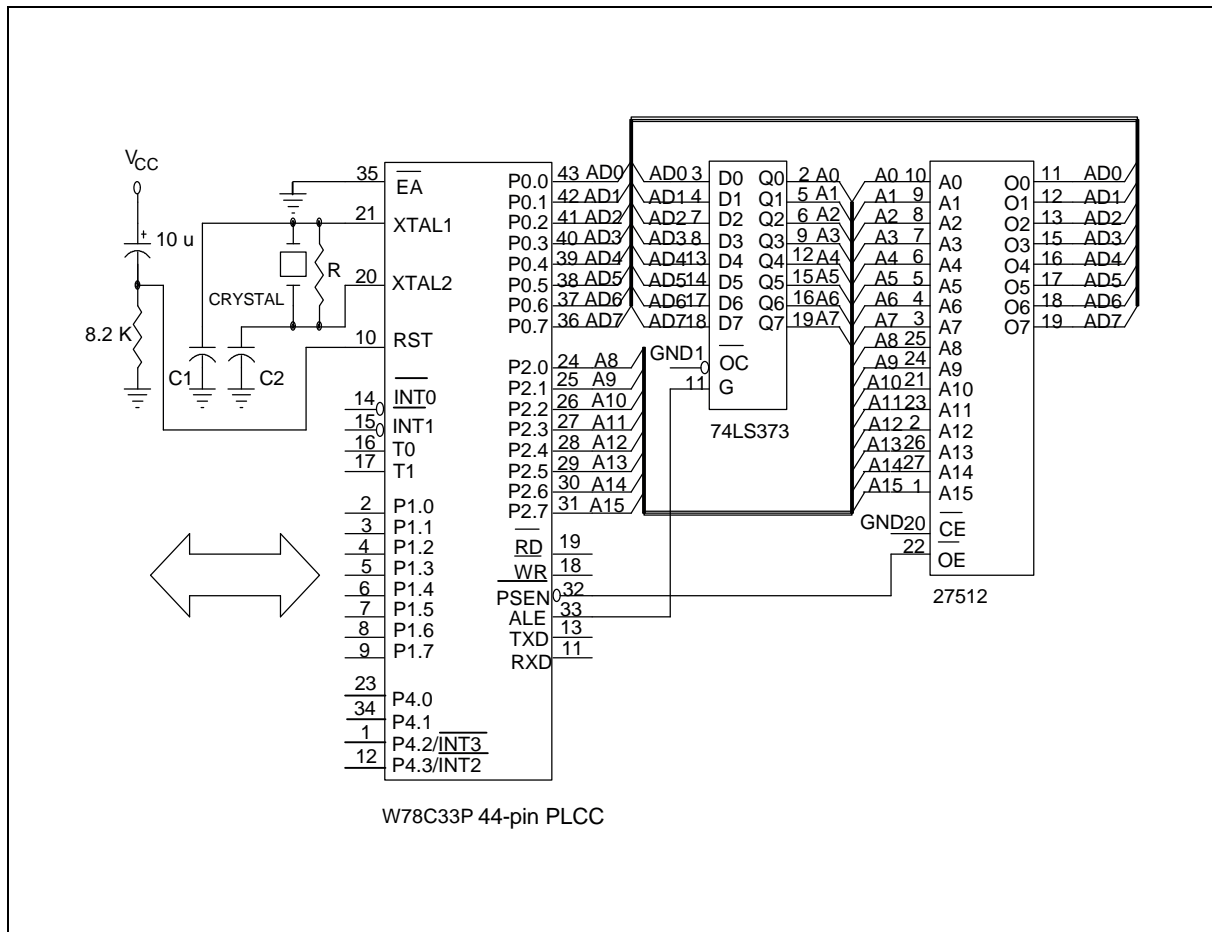 VCC
10 u
8.2 K
C1
C2
CRYSTAL
R
35 EA
21 XTAL1
20 XTAL2
10 RST
14 INT0
15 INT1
16 T0
17 T1
2 P1.0
3 P1.1
4 P1.2
5 P1.3
6 P1.4
7 P1.5
8 P1.6
9 P1.7
23 P4.0
34 P4.1
1 P4.2/INT3
12 P4.3/INT2
P0.0 43 AD0
P0.1 42 AD1
P0.2 41 AD2
P0.3 40 AD3
P0.4 39 AD4
P0.5 38 AD5
P0.6 37 AD6
P0.7 36 AD7
P2.0 24 A8
P2.1 25 A9
P2.2 26 A10
P2.3 27 A11
P2.4 28 A12
P2.5 29 A13
P2.6 30 A14
P2.7 31 A15
RD 19
WR 18
PSEN 32
ALE 33
TXD 13
RXD 11
W78C33P 44-pin PLCC
AD0 3 D0 Q0 2 A0
AD1 4 D1 Q1 5 A1
AD2 7 D2 Q2 6 A2
AD3 8 D3 Q3 9 A3
AD4 13 D4 Q4 12 A4
AD5 14 D5 Q5 15 A5
AD6 17 D6 Q6 16 A6
AD7 18 D7 Q7 19 A7
GND 1 OC
11 G
74LS373
A0 10 A0 O0 11 AD0
A1 9 A1 O1 12 AD1
A2 8 A2 O2 13 AD2
A3 7 A3 O3 15 AD3
A4 6 A4 O4 16 AD4
A5 5 A5 O5 17 AD5
A6 4 A6 O6 18 AD6
A7 3 A7 O7 19 AD7
A8 25 A8
A9 24 A9
A10 21 A10
A11 23 A11
A12 2 A12
A13 26 A13
A14 27 A14
A15 1 A15
GND 20 CE
22 OE
27512